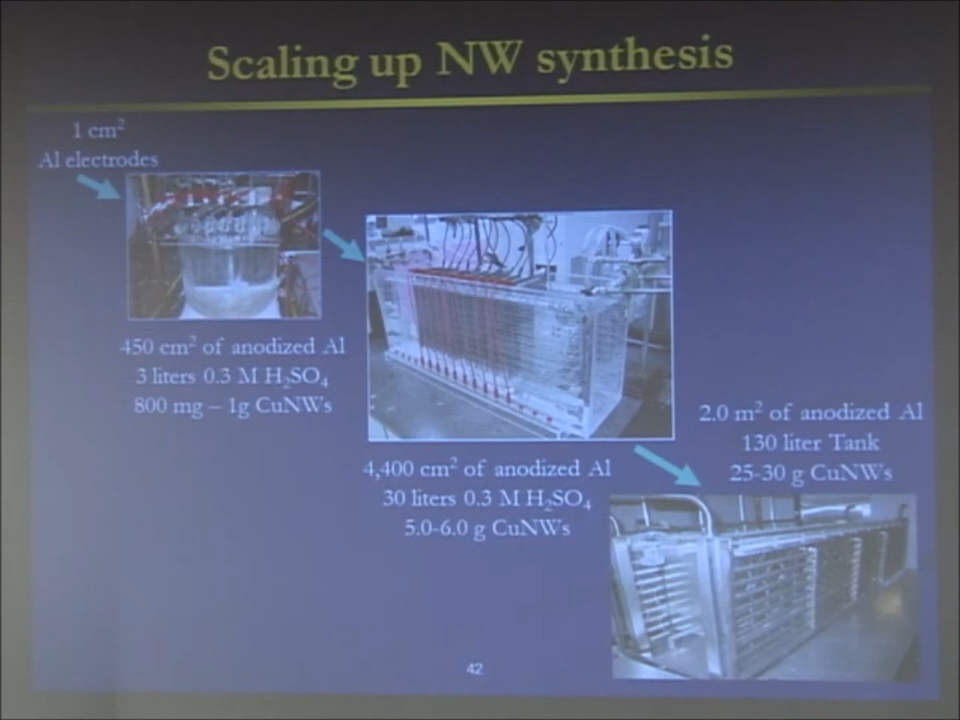 Scaling up NW synthesis
1 cm²
Al electrodes
450 cm² of anodized Al
3 liters 0.3 M H₂SO₄
800 mg – 1g CuNWs
4,400 cm² of anodized Al
30 liters 0.3 M H₂SO₄
5.0-6.0 g CuNWs
2.0 m² of anodized Al
130 liter Tank
25-30 g CuNWs
42